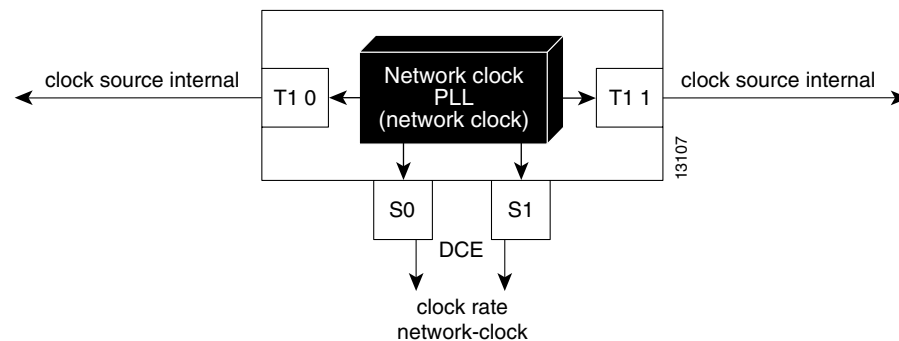 clock source internal
T1 0
Network clock
PLL
(network clock)
T1 1
clock source internal
13107
S0
S1
DCE
clock rate
network-clock